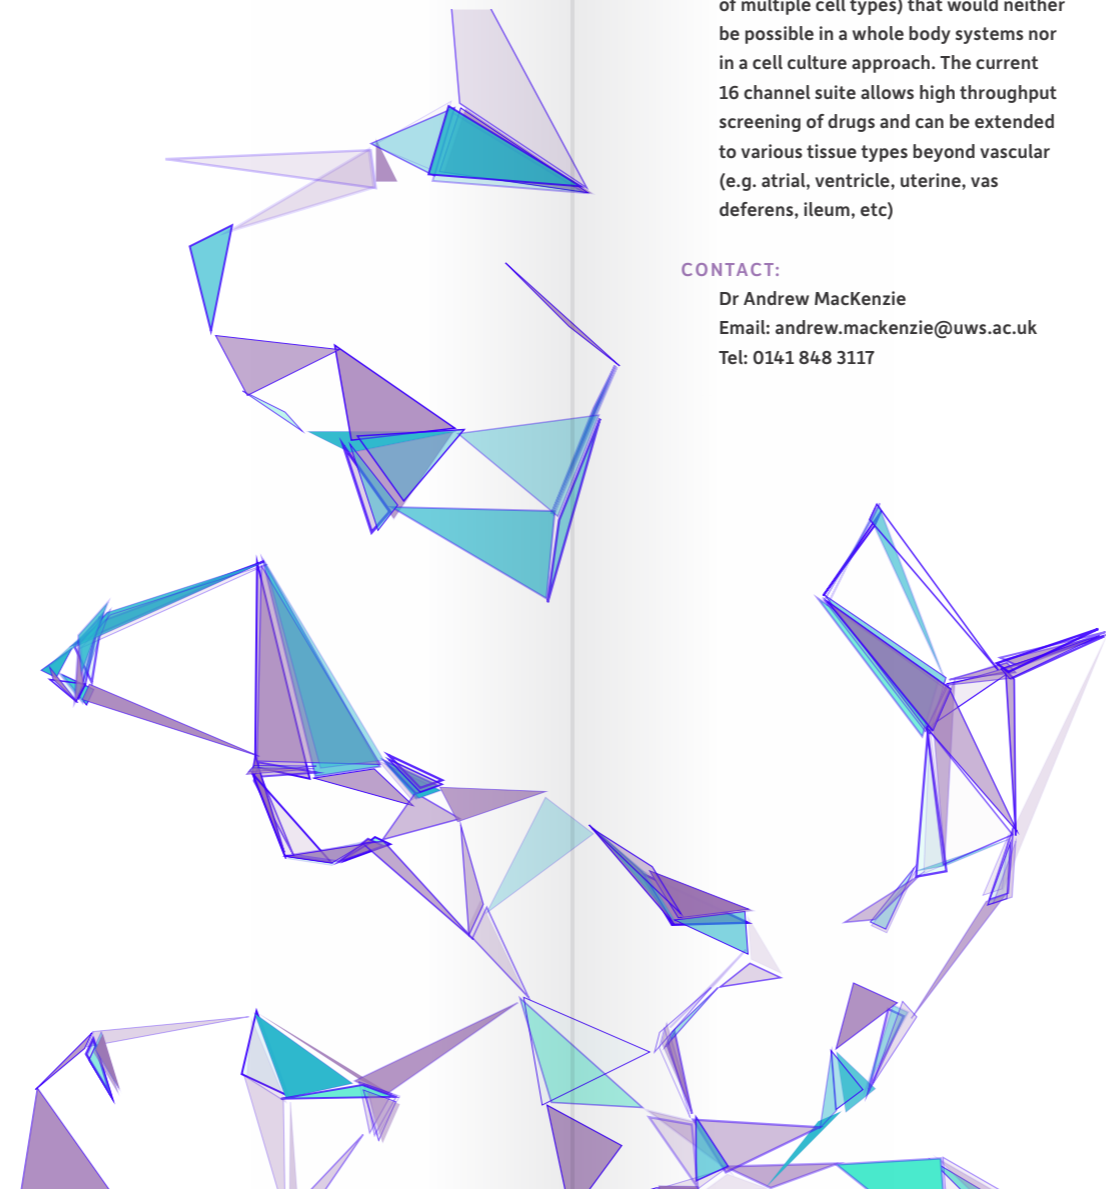 of multiple cell types) that would neither
be possible in a whole body systems nor
in a cell culture approach. The current
16 channel suite allows high throughput
screening of drugs and can be extended
to various tissue types beyond vascular
(e.g. atrial, ventricle, uterine, vas
deferens, ileum, etc)
CONTACT:
Dr Andrew MacKenzie
Email: andrew.mackenzie@uws.ac.uk
Tel: 0141 848 3117